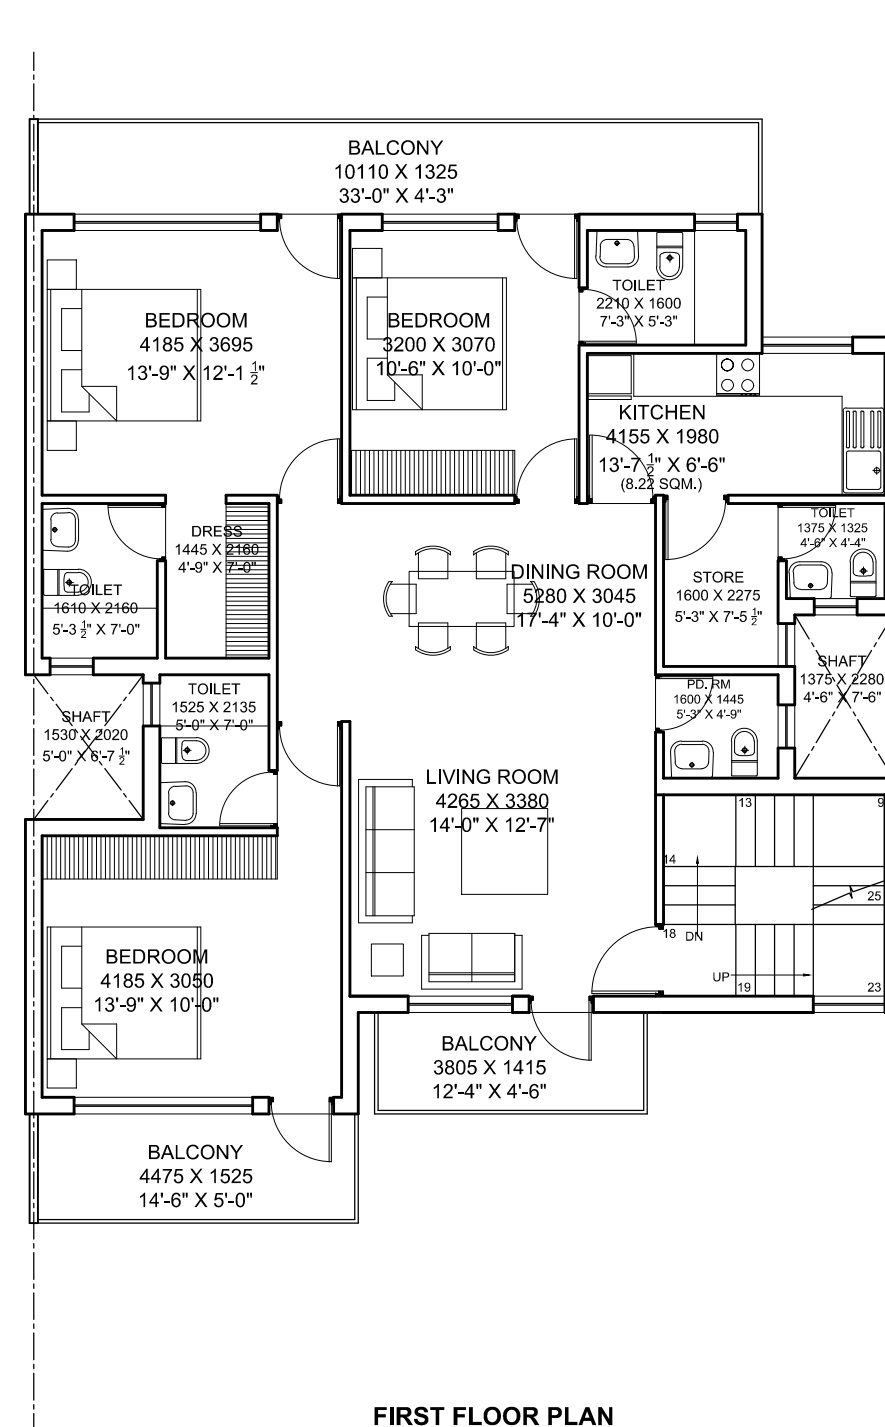 BALCONY
10110 X 1325
33'-0" X 4'-3"
BEDROOM
4185 X 3695
13'-9" X 12'-1 1/2"
BEDROOM
3200 X 3070
10'-6" X 10'-0"
TOILET
2210 X 1600
7'-3" X 5'-3"
KITCHEN
4155 X 1980
13'-7 1/2" X 6'-6"
(8.22 SQM.)
DRESS
1445 X 2160
4'-9" X 7'-0"
TOILET
1610 X 2160
5'-3 1/2" X 7'-0"
DINING ROOM
5280 X 3045
17'-4" X 10'-0"
STORE
1600 X 2275
5'-3" X 7'-5 1/2"
TOILET
1375 X 1325
4'-6" X 4'-4"
SHAFT
1375 X 2280
4'-6" X 7'-6"
TOILET
1525 X 2135
5'-0" X 7'-0"
SHAFT
1530 X 2020
5'-0" X 6'-7 1/2"
PD. RM
1600 X 1445
5'-3" X 4'-9"
LIVING ROOM
4265 X 3380
14'-0" X 12'-7"
13
9
14
25
18
DN
UP
19
23
BEDROOM
4185 X 3050
13'-9" X 10'-0"
BALCONY
3805 X 1415
12'-4" X 4'-6"
BALCONY
4475 X 1525
14'-6" X 5'-0"
FIRST FLOOR PLAN